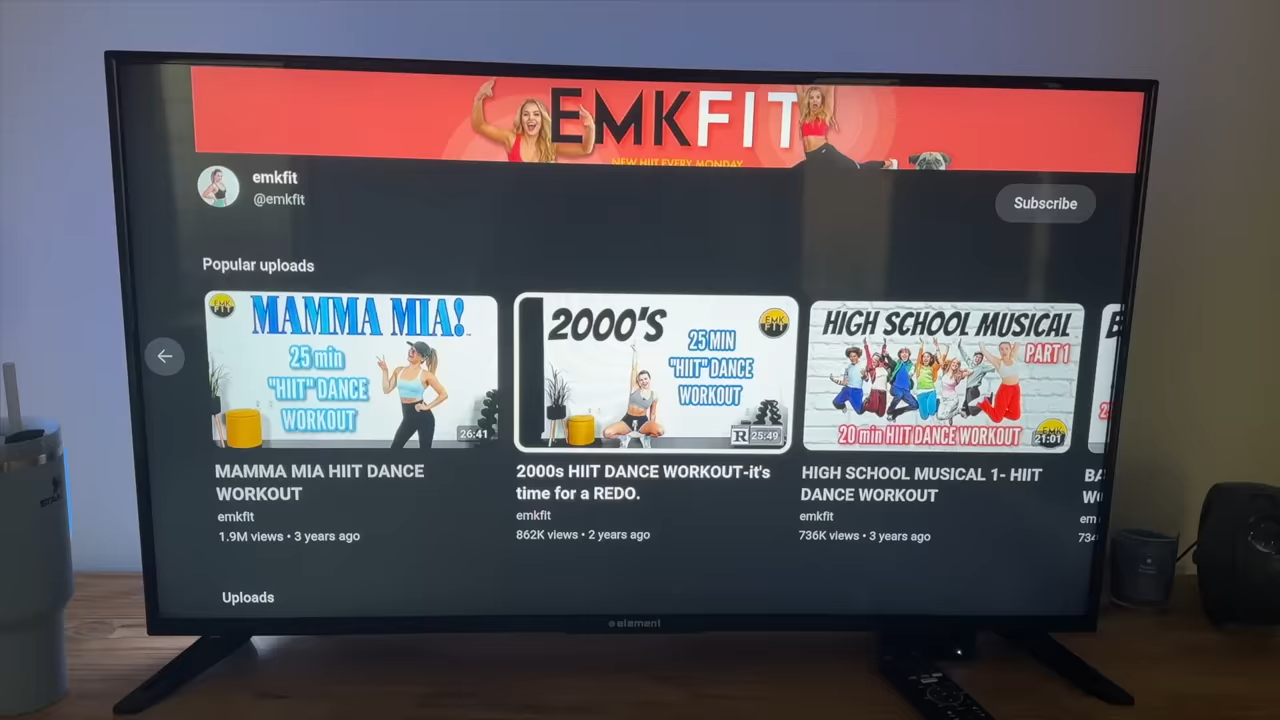 EMKFIT
NEW HIIT EVERY MONDAY
emkfit
@emkfit
Subscribe
Popular uploads
EMK
FIT
MAMMA MIA!
25 min
"HIIT" DANCE
WORKOUT
26:41
2000'S
EMK
FIT
25 MIN
"HIIT" DANCE
WORKOUT
R
25:49
HIGH SCHOOL MUSICAL
PART 1
20 min HIIT DANCE WORKOUT
EMK
21:01
MAMMA MIA HIIT DANCE
WORKOUT
emkfit
1.9M views • 3 years ago
2000s HIIT DANCE WORKOUT-it's
time for a REDO.
emkfit
862K views • 2 years ago
HIGH SCHOOL MUSICAL 1- HIIT
DANCE WORKOUT
emkfit
736K views • 3 years ago
Uploads
element